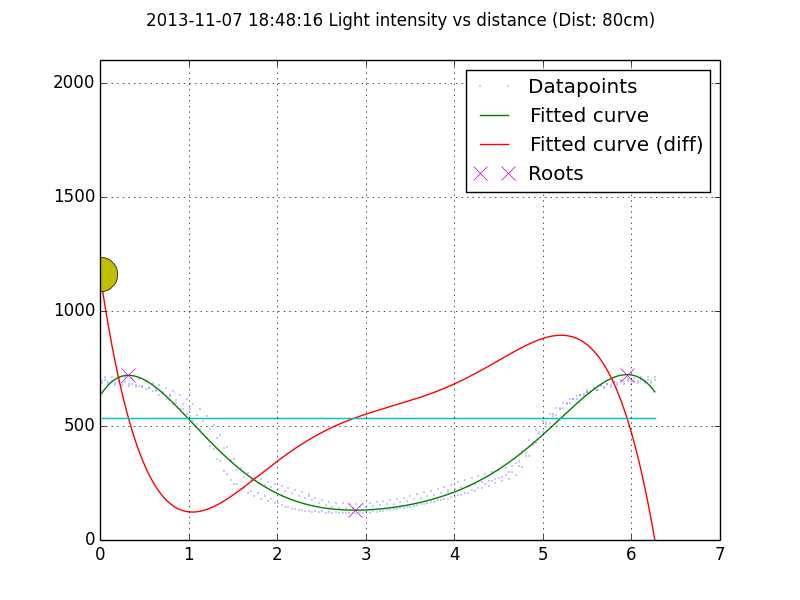 2013-11-07 18:48:16 Light intensity vs distance (Dist: 80cm)
2000
1500
1000
500
0
Datapoints
Fitted curve
Fitted curve (diff)
Roots
0 1 2 3 4 5 6 7